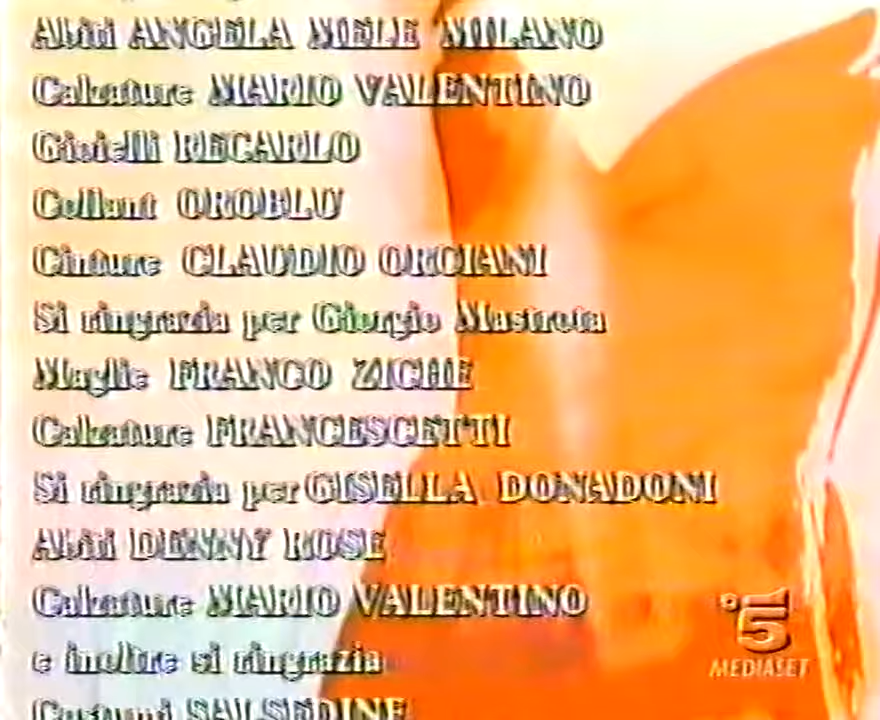 Abiti ANGELA MELE MILANO
Calzature MARIO VALENTINO
Gioielli RECARLO
Collant OROBLU
Cinture CLAUDIO ORCIANI
Si ringrazia per Giorgio Mastrota
Maglie FRANCO ZICHE
Calzature FRANCESCETTI
Si ringrazia per GISELLA DONADONI
Abiti DENNY ROSE
Calzature MARIO VALENTINO
e inoltre si ringrazia
Costumi SALSEDINE
5
MEDIASET